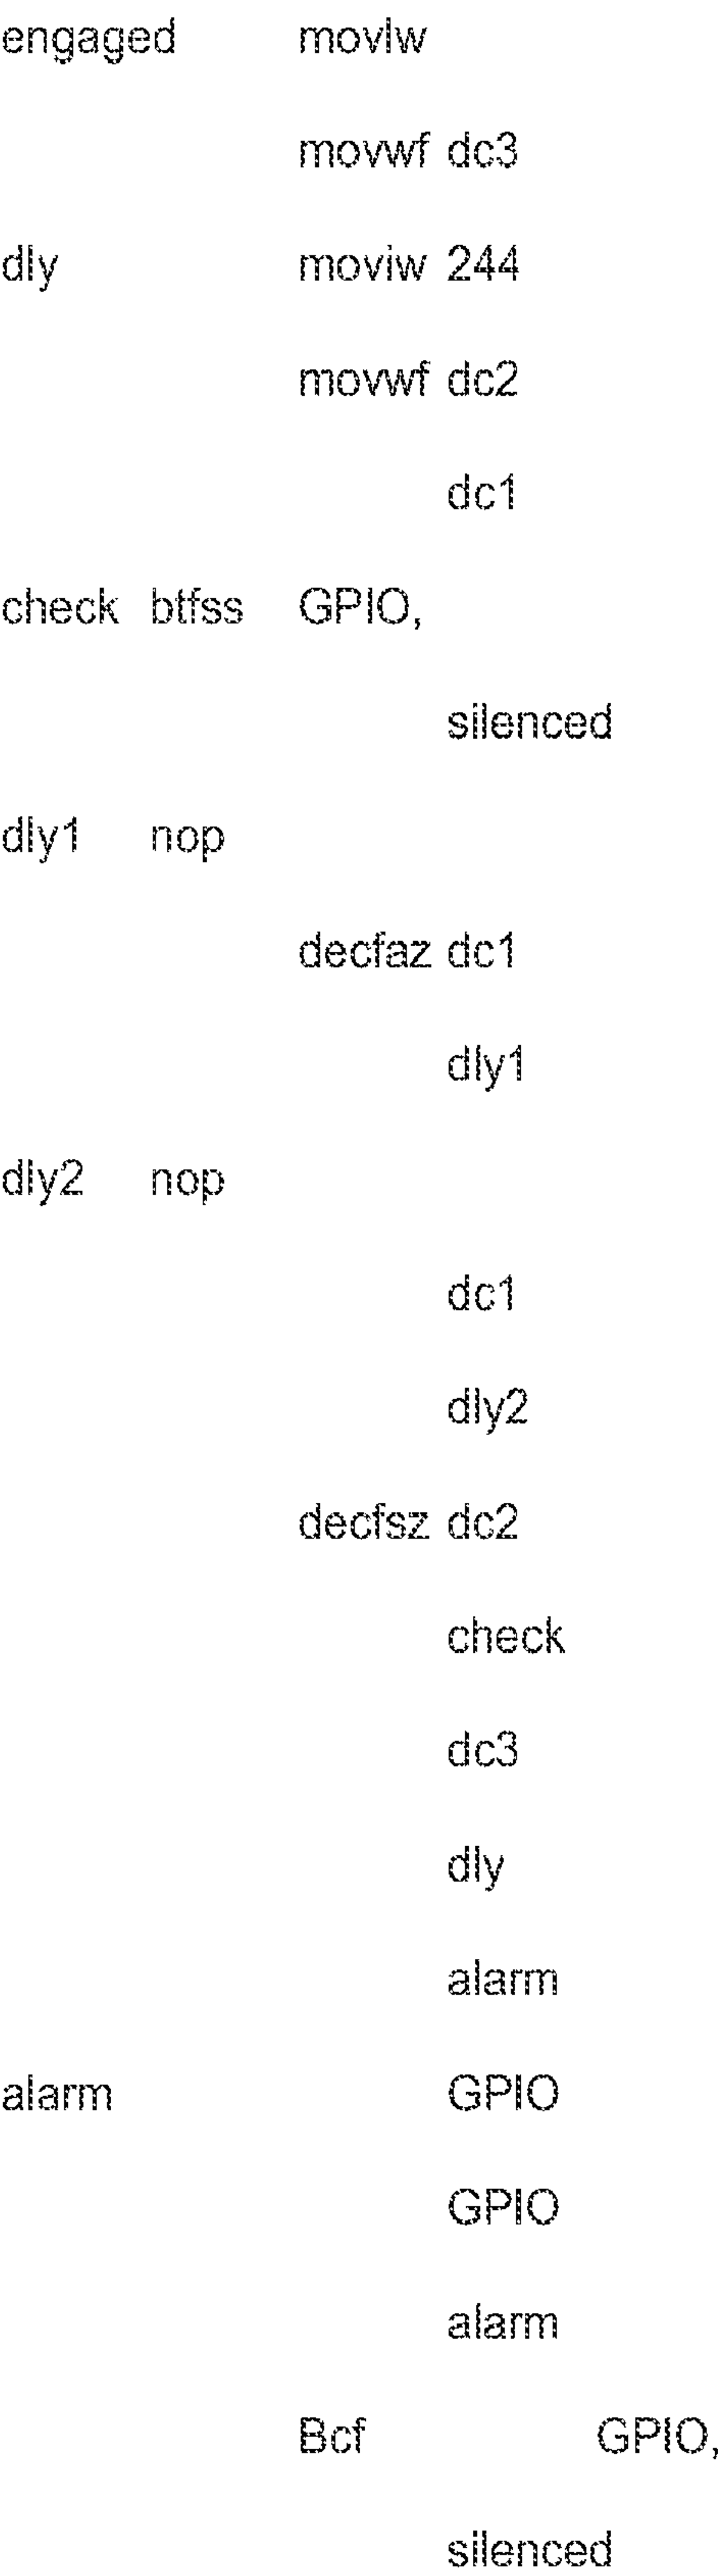 engaged movlw
movwf dc3
dly moviw 244
movwf dc2
dc1
check btfss GPIO,
silenced
dly1 nop
decfaz dc1
dly1
dly2 nop
dc1
dly2
decfsz dc2
check
dc3
dly
alarm
alarm GPIO
GPIO
alarm
Bcf GPIO,
silenced